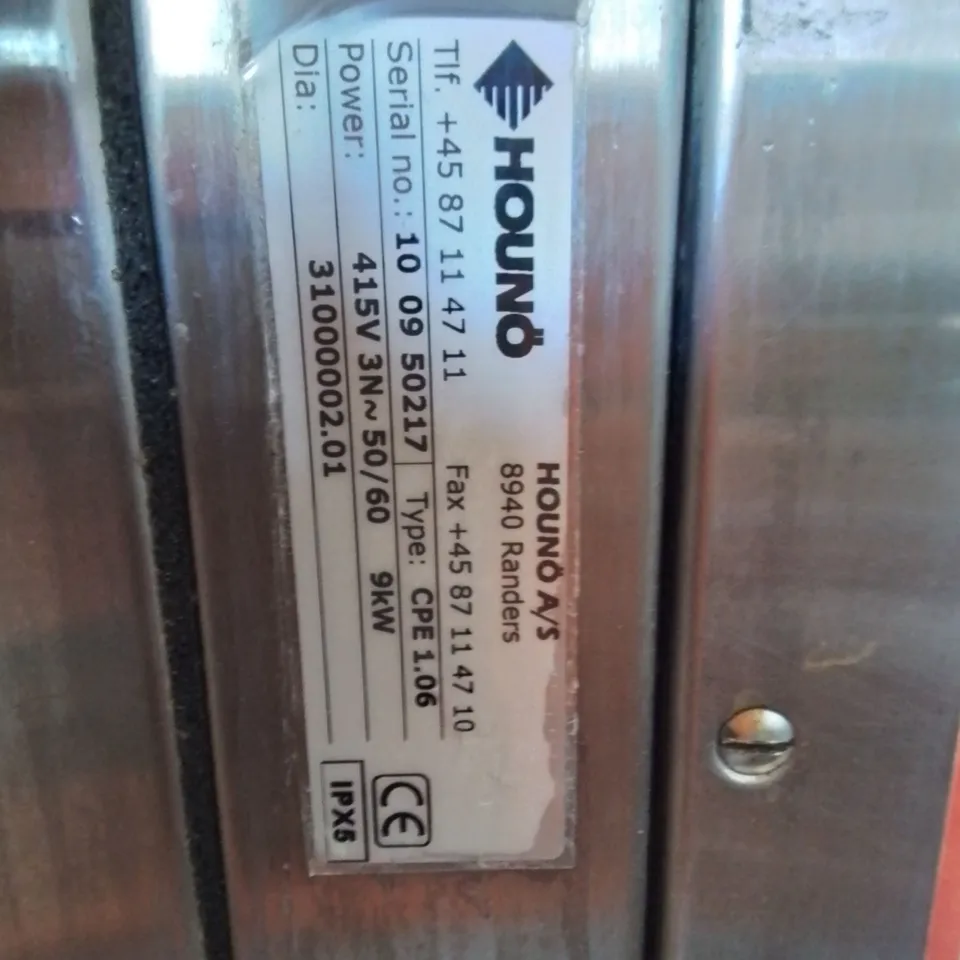 HOUNÖ
HOUNÖ A/S
8940 Randers
Tlf. +45 87 11 47 11 Fax +45 87 11 47 10
Serial no.: 10 09 50217 Type: CPE 1.06
Power: 415V 3N~ 50/60 9kW
Dia: 31000002.01
CE
IPX5